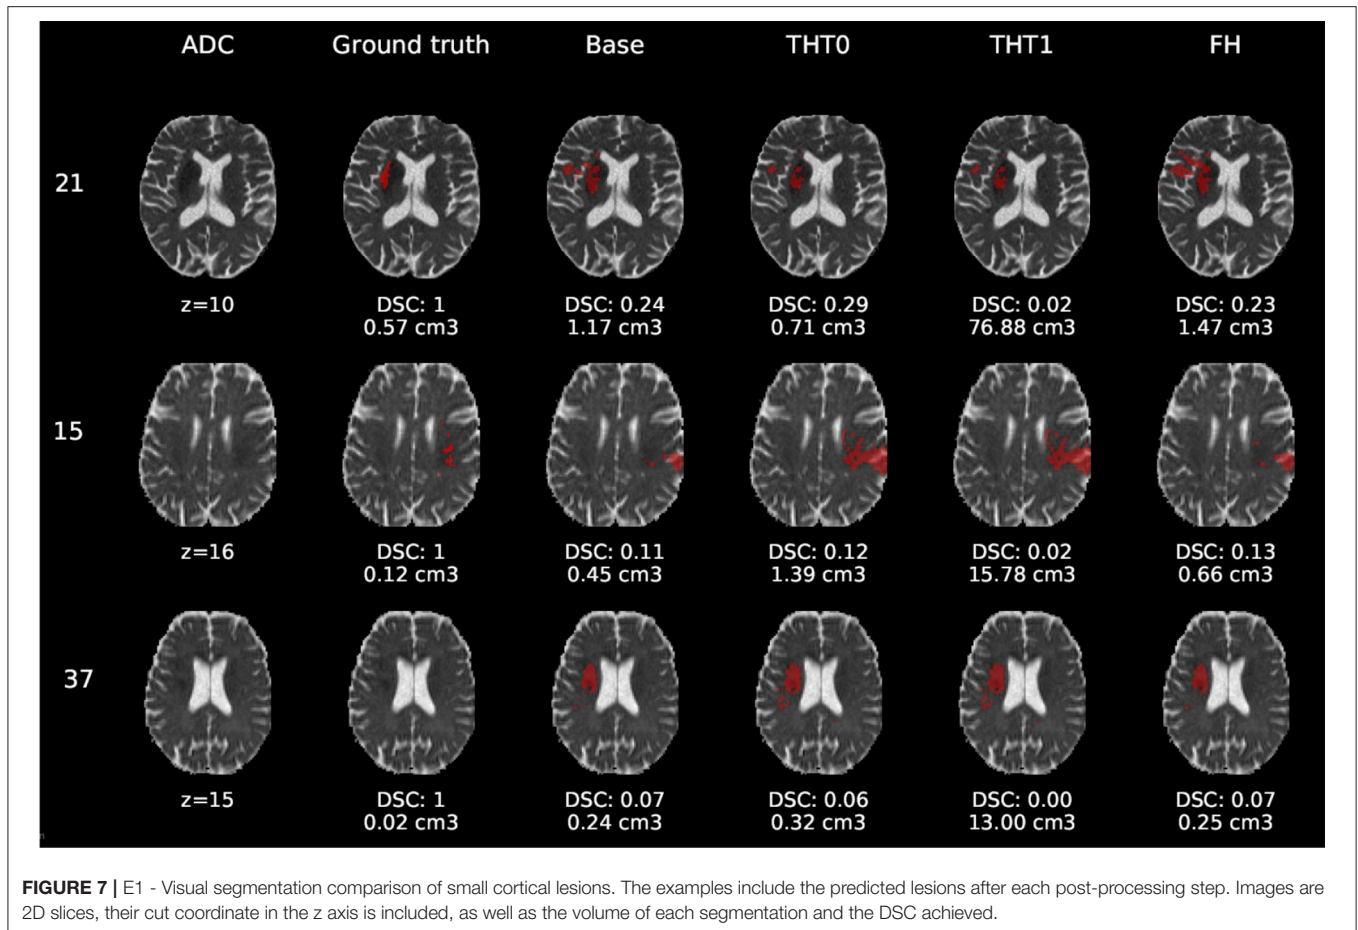 ADC Ground truth Base THT0 THT1 FH
21
z=10 DSC: 1 DSC: 0.24 DSC: 0.29 DSC: 0.02 DSC: 0.23
0.57 cm3 1.17 cm3 0.71 cm3 76.88 cm3 1.47 cm3
15
z=16 DSC: 1 DSC: 0.11 DSC: 0.12 DSC: 0.02 DSC: 0.13
0.12 cm3 0.45 cm3 1.39 cm3 15.78 cm3 0.66 cm3
37
z=15 DSC: 1 DSC: 0.07 DSC: 0.06 DSC: 0.00 DSC: 0.07
0.02 cm3 0.24 cm3 0.32 cm3 13.00 cm3 0.25 cm3
n
FIGURE 7 | E1 - Visual segmentation comparison of small cortical lesions. The examples include the predicted lesions after each post-processing step. Images are
2D slices, their cut coordinate in the z axis is included, as well as the volume of each segmentation and the DSC achieved.